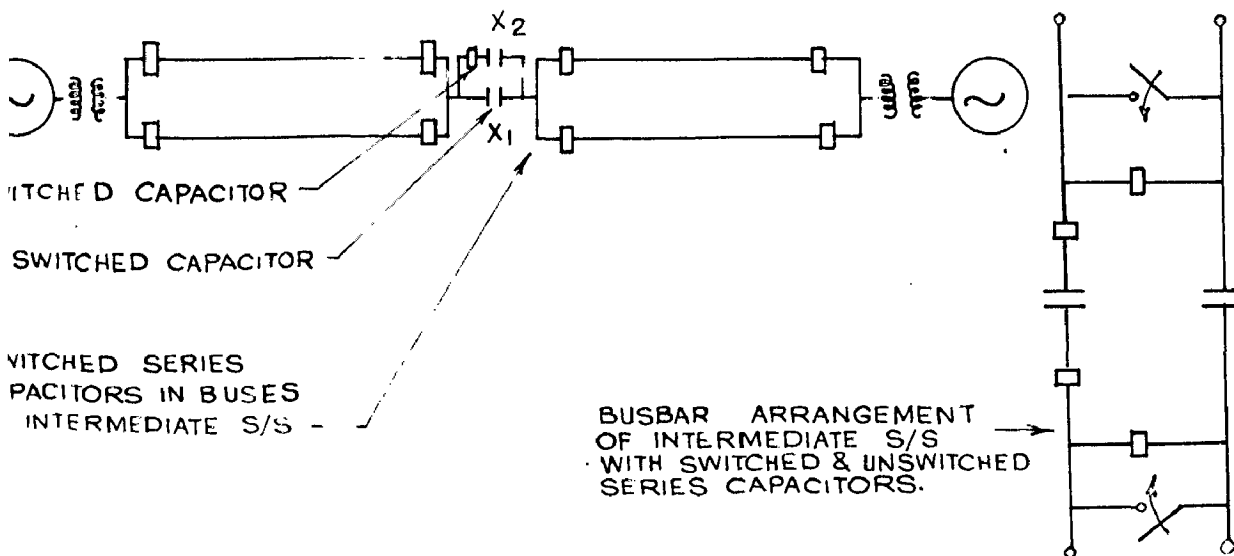 X2
X1
ITCHED CAPACITOR
SWITCHED CAPACITOR
WITCHED SERIES
PACITORS IN BUSES
INTERMEDIATE S/S -
BUSBAR ARRANGEMENT
OF INTERMEDIATE S/S
WITH SWITCHED & UNSWITCHED
SERIES CAPACITORS.